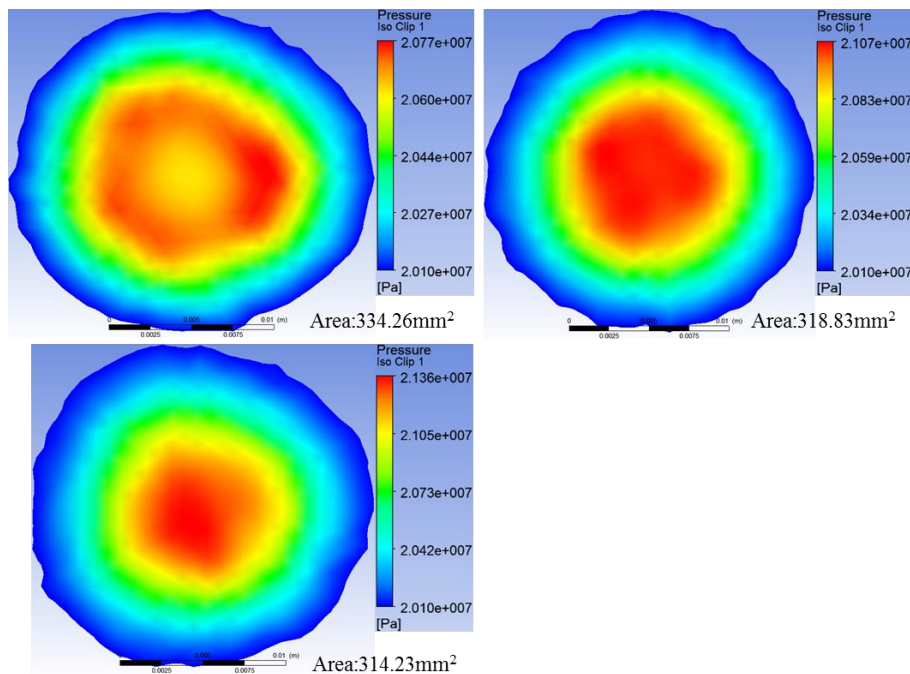 Pressure
Iso Clip 1
2.077e+007
2.060e+007
2.044e+007
2.027e+007
2.010e+007
[Pa]
0 0.005 0.01 (m)
0.0025 0.0075
Area:334.26mm²
Pressure
Iso Clip 1
2.107e+007
2.083e+007
2.059e+007
2.034e+007
2.010e+007
[Pa]
0 0.005 0.01 (m)
0.0025 0.0075
Area:318.83mm²
Pressure
Iso Clip 1
2.136e+007
2.105e+007
2.073e+007
2.042e+007
2.010e+007
[Pa]
0.005 0.01 (m)
0.0025 0.0075
Area:314.23mm²